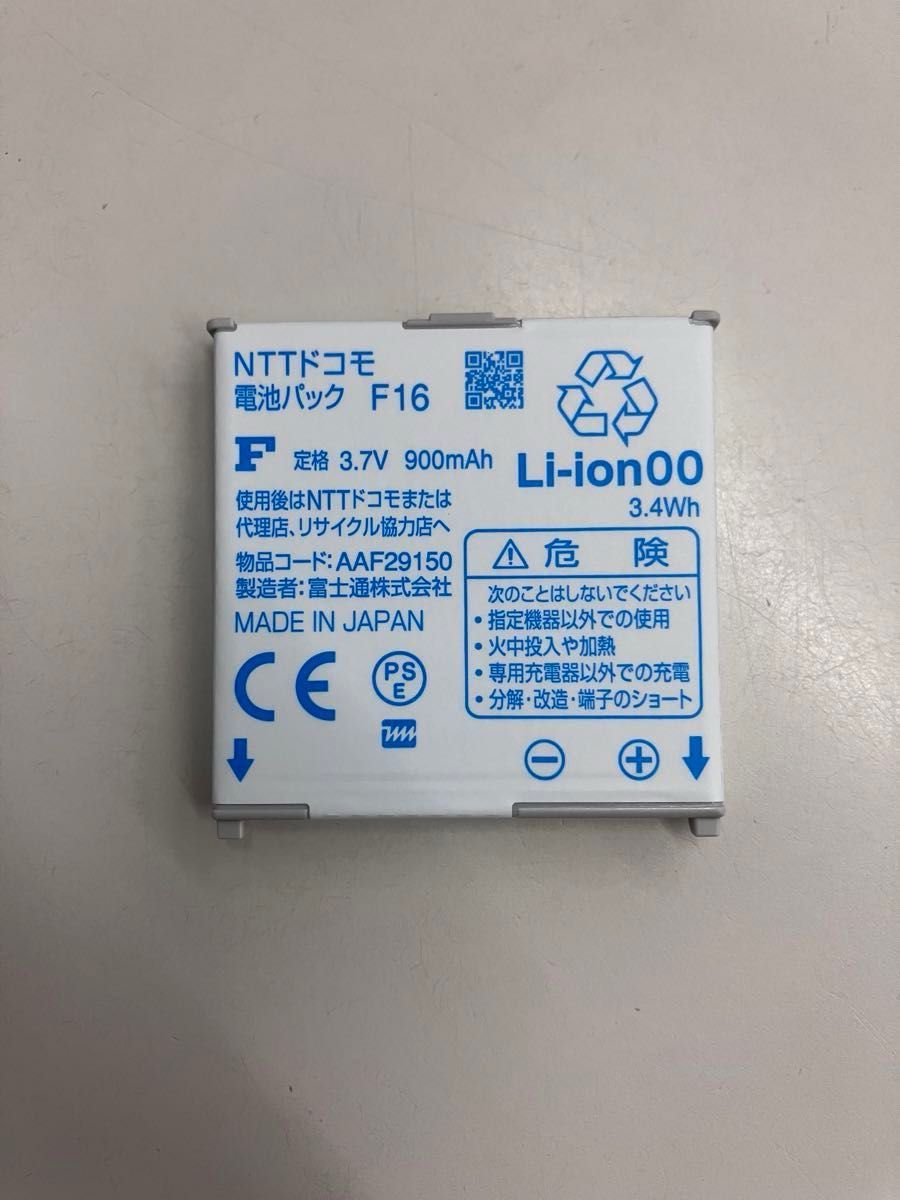 NTTドコモ
電池パック F16
F 定格 3.7V 900mAh
Li-ion00
3.4Wh
使用後はNTTドコモまたは
代理店、リサイクル協力店へ
物品コード:AAF29150
製造者:富士通株式会社
MADE IN JAPAN
CE
PS
E
危 険
次のことはしないでください
・指定機器以外での使用
・火中投入や加熱
・専用充電器以外での充電
・分解・改造・端子のショート
− +